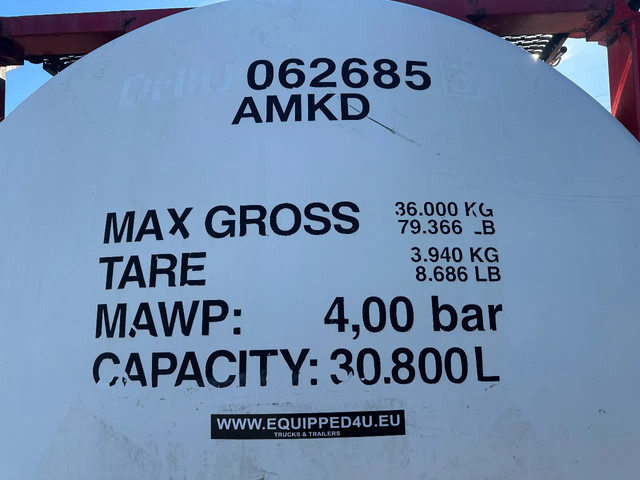 DHIU 062685
AMKD
MAX GROSS 36.000 KG
79.366 LB
TARE 3.940 KG
8.686 LB
MAWP: 4,00 bar
CAPACITY: 30.800 L
WWW.EQUIPPED4U.EU
TRUCKS & TRAILERS